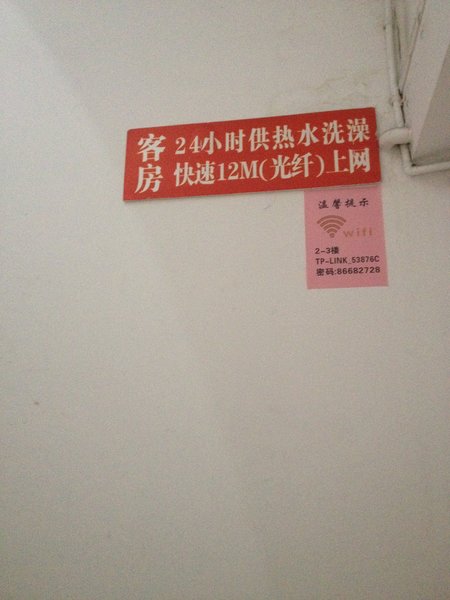 客房
24小时供热水洗澡
快速12M(光纤)上网
温馨提示
wifi
2-3楼
TP-LINK_53876C
密码:86682728